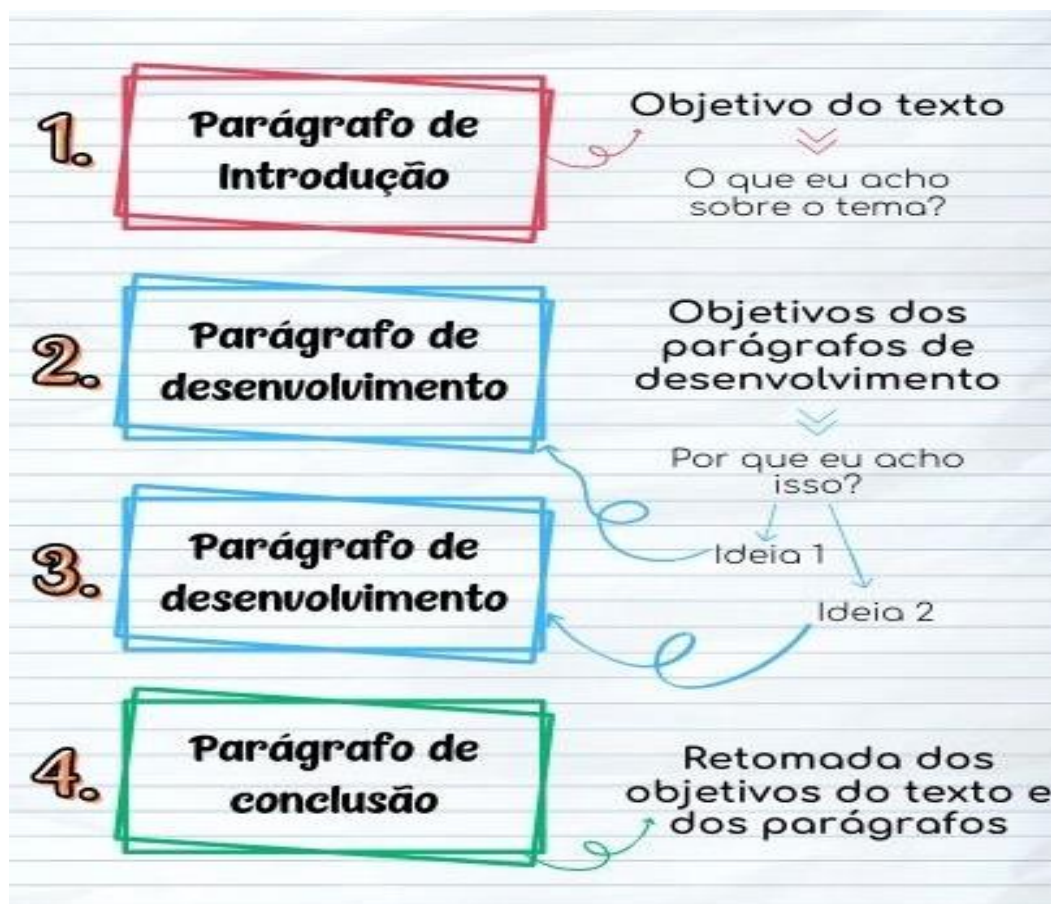 1.
Parágrafo de
Introdução
Objetivo do texto
O que eu acho
sobre o tema?
2.
Parágrafo de
desenvolvimento
Objetivos dos
parágrafos de
desenvolvimento
Por que eu acho
isso?
Ideia 1
Ideia 2
3.
Parágrafo de
desenvolvimento
4.
Parágrafo de
conclusão
Retomada dos
objetivos do texto e
dos parágrafos